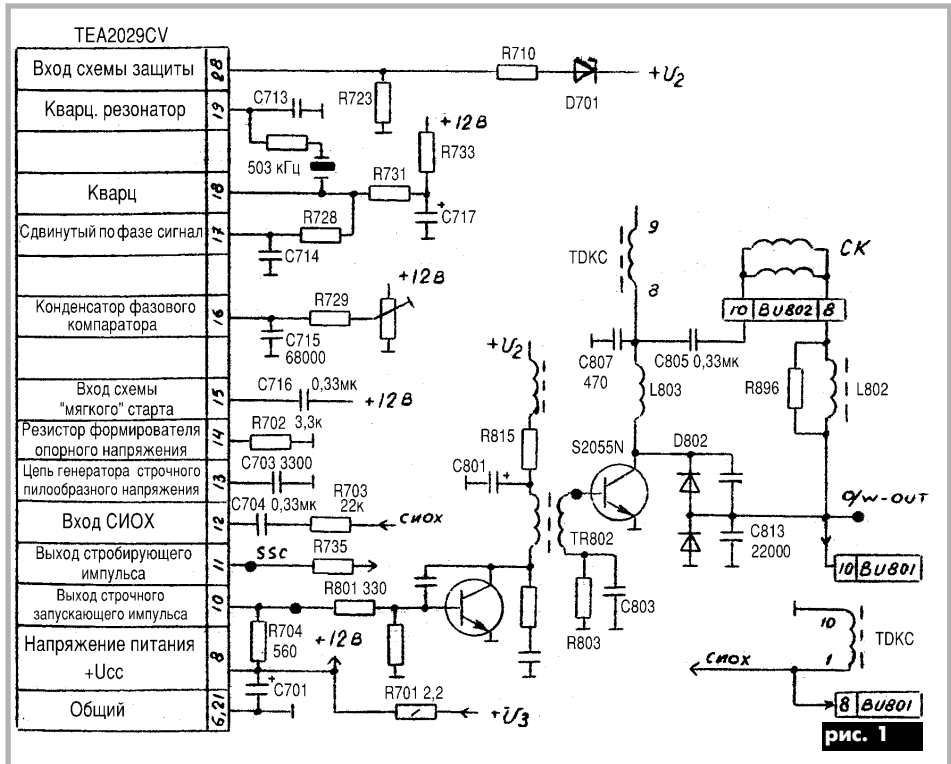 TEA2029CV
Вход схемы защиты
28
R710
+U₂
D701
R723
Кварц. резонатор
19
C713
+12В
R733
503 кГц
Кварц
18
R731
C717
Сдвинутый по фазе сигнал
17
R728
C714
+12В
Конденсатор фазового
компаратора
16
R729
C715
68000
Вход схемы
"мягкого" старта
15
C716 0,33мк
+12В
Резистор формирователя
опорного напряжения
14
R702
3,3к
Цепь генератора строчного
пилообразного напряжения
13
C703 3300
Вход СИОХ
12
C704 0,33мк
R703
22к
СИОХ
Выход стробирующего
импульса
11
SSC
R735
Выход строчного
запускающего импульса
10
R801 330
R704
560
+12В
Напряжение питания
+Ucc
8
C701
R701 2,2
+U₃
Общий
6,21
9
TDKC
8
СК
10 BU802 8
C807
470
C805 0,33мк
L803
R896
L802
+U₂
R815
C801
S2055N
D802
O/W-OUT
TR802
C813
22000
10 BU801
R803
C803
10
TDKC
1
СИОХ
8 BU801
рис. 1